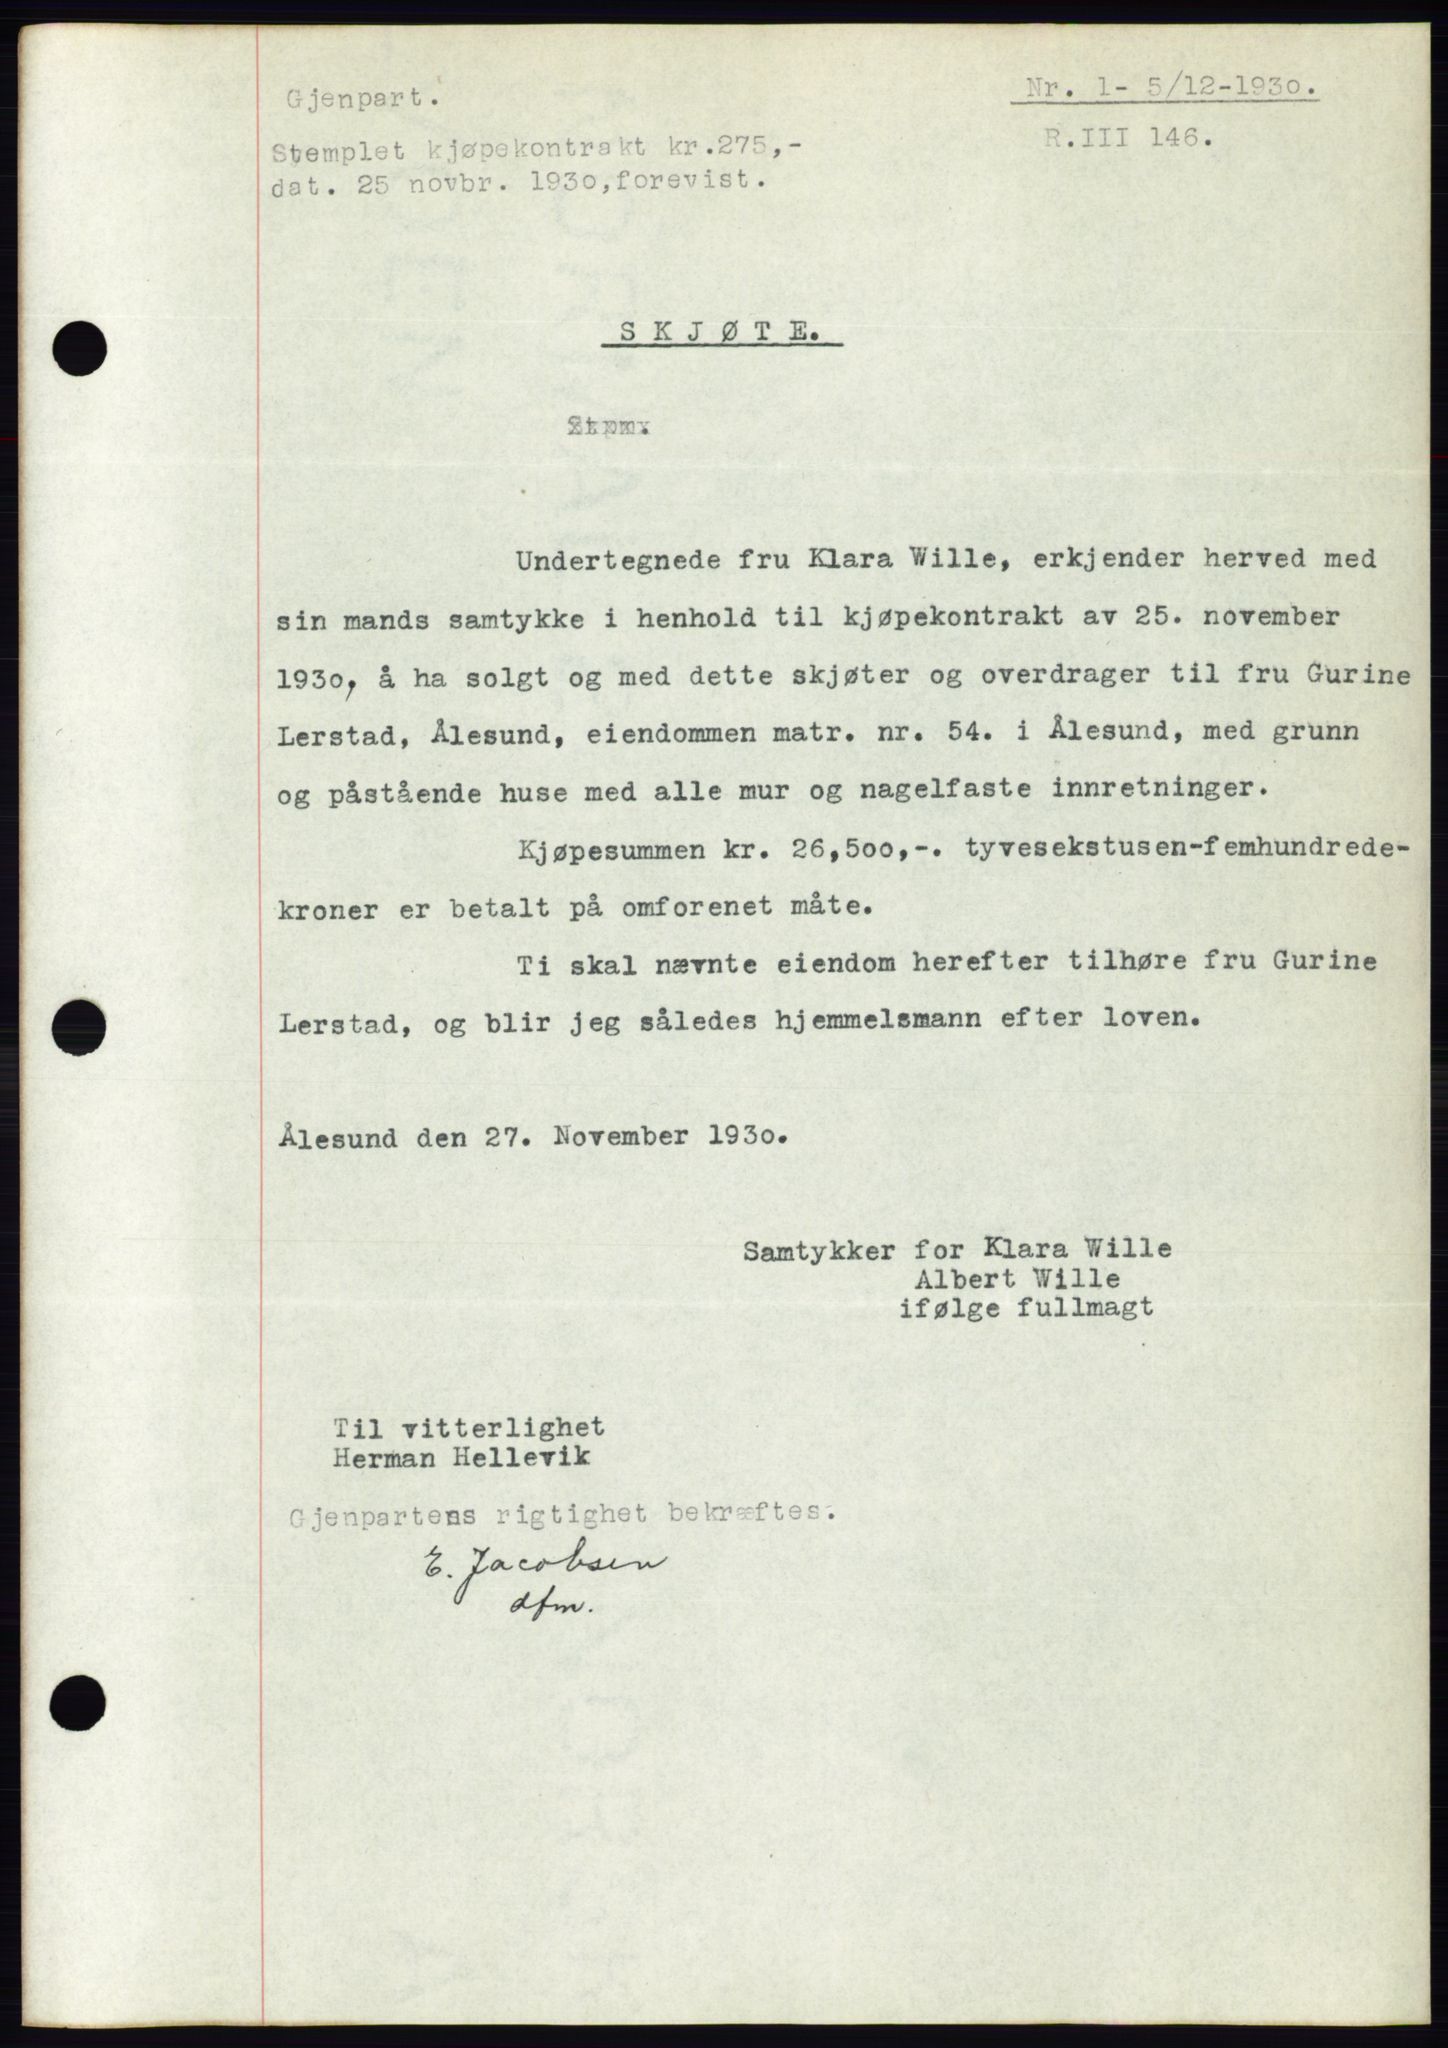 Gjenpart.
Nr. 1- 5/12-1930.
R.III 146.
Stemplet kjøpekontrakt kr.275,-
dat. 25 novbr. 1930,forevist.
SKJØTE.
Undertegnede fru Klara Wille, erkjender herved med
sin mands samtykke i henhold til kjøpekontrakt av 25. november
1930, å ha solgt og med dette skjøter og overdrager til fru Gurine
Lerstad, Ålesund, eiendommen matr. nr. 54. i Ålesund, med grunn
og påstående huse med alle mur og nagelfaste innretninger.
Kjøpesummen kr. 26,500,-. tyvesekstusen-femhundrede-
kroner er betalt på omforenet måte.
Ti skal nævnte eiendom herefter tilhøre fru Gurine
Lerstad, og blir jeg således hjemmelsmann efter loven.
Ålesund den 27. November 1930.
Samtykker for Klara Wille
Albert Wille
ifølge fullmagt
Til vitterlighet
Herman Hellevik
Gjenpartens rigtighet bekræftes:
E. Jacobsen
dfm.